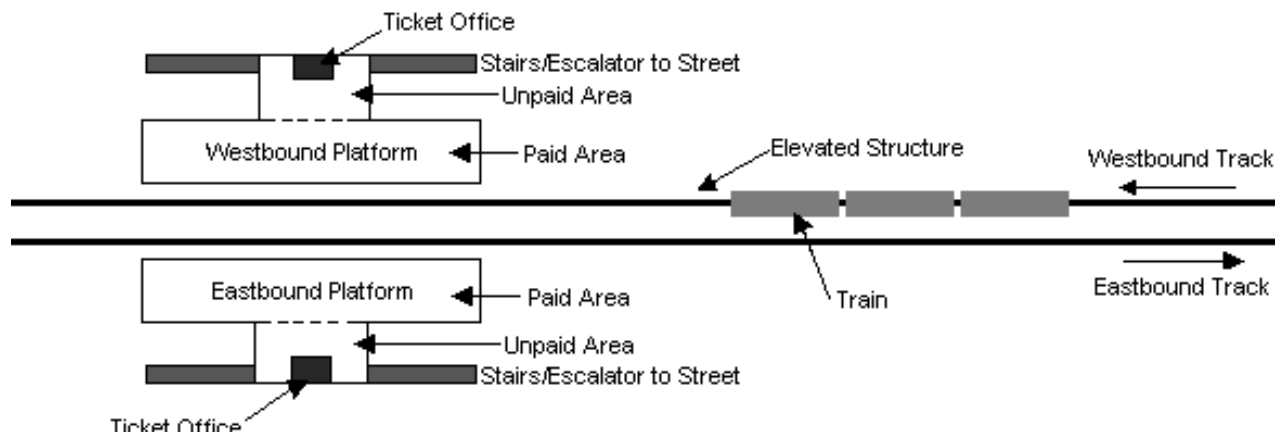 Ticket Office
Stairs/Escalator to Street
Unpaid Area
Westbound Platform
Paid Area
Elevated Structure
Westbound Track
Eastbound Platform
Paid Area
Train
Eastbound Track
Unpaid Area
Stairs/Escalator to Street
Ticket Office